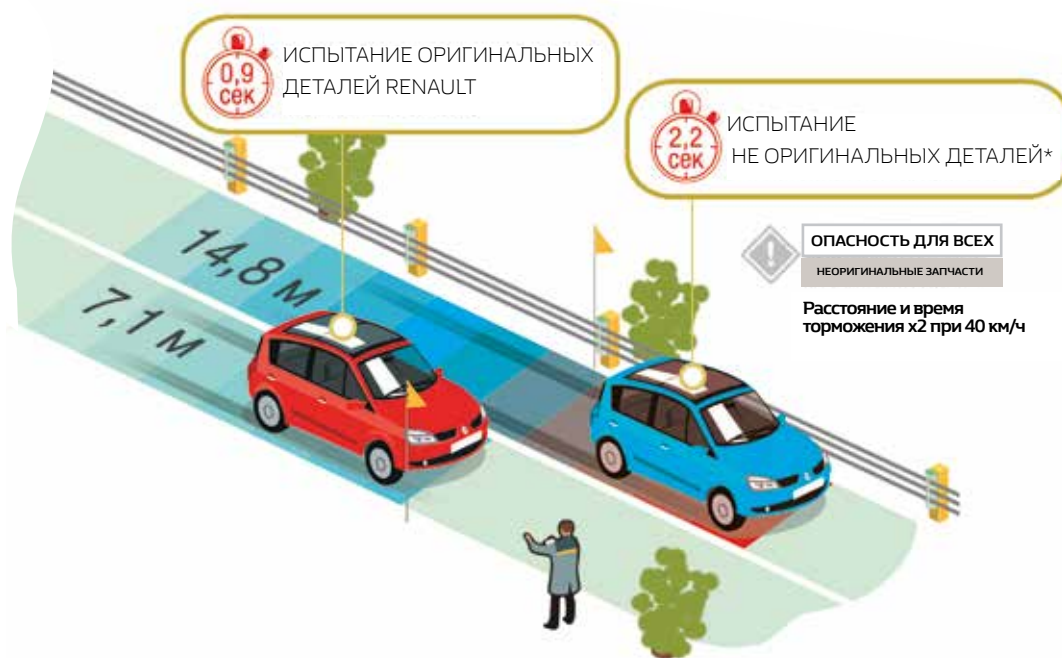 0,9
сек
ИСПЫТАНИЕ ОРИГИНАЛЬНЫХ
ДЕТАЛЕЙ RENAULT
2,2
сек
ИСПЫТАНИЕ
НЕ ОРИГИНАЛЬНЫХ ДЕТАЛЕЙ*
ОПАСНОСТЬ ДЛЯ ВСЕХ
НЕОРИГИНАЛЬНЫЕ ЗАПЧАСТИ
Расстояние и время
торможения х2 при 40 км/ч
14,8 м
7,1 м